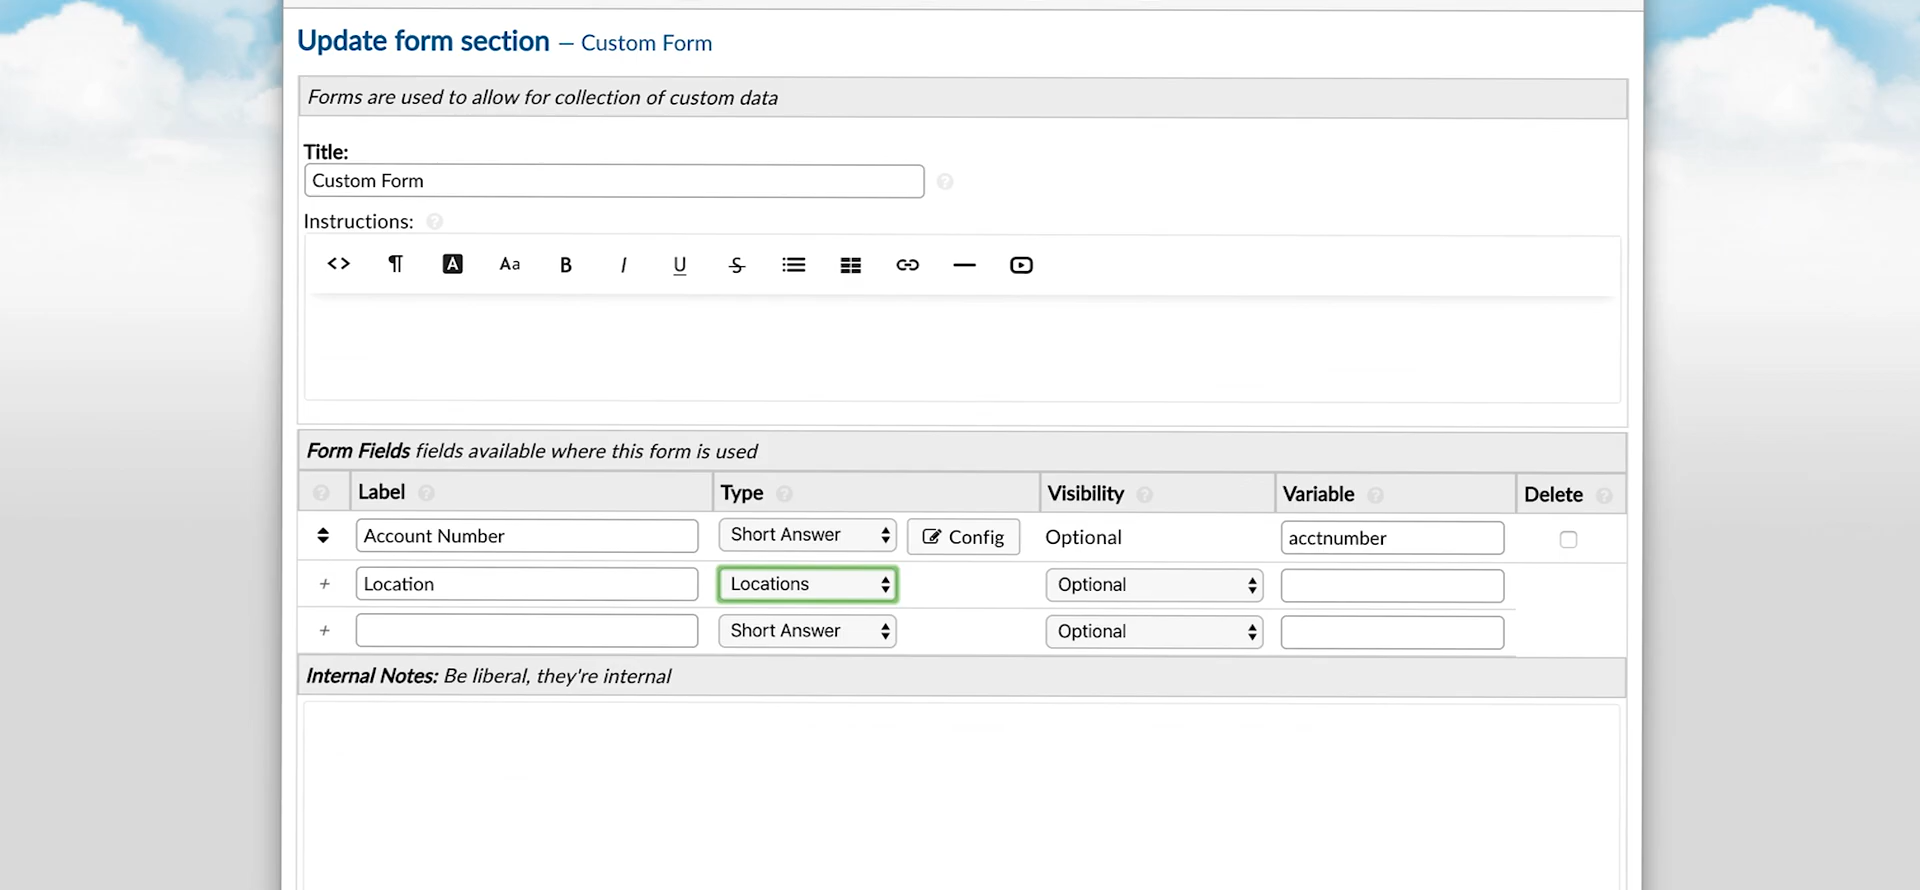 Update form section – Custom Form
Forms are used to allow for collection of custom data
Title:
Custom Form ?
Instructions: ?
<> ¶ A Aa B I U S
Form Fields fields available where this form is used
? Label ? Type ? Visibility ? Variable ? Delete ?
Account Number Short Answer Config Optional acctnumber
+ Location Locations Optional
+ Short Answer Optional
Internal Notes: Be liberal, they're internal